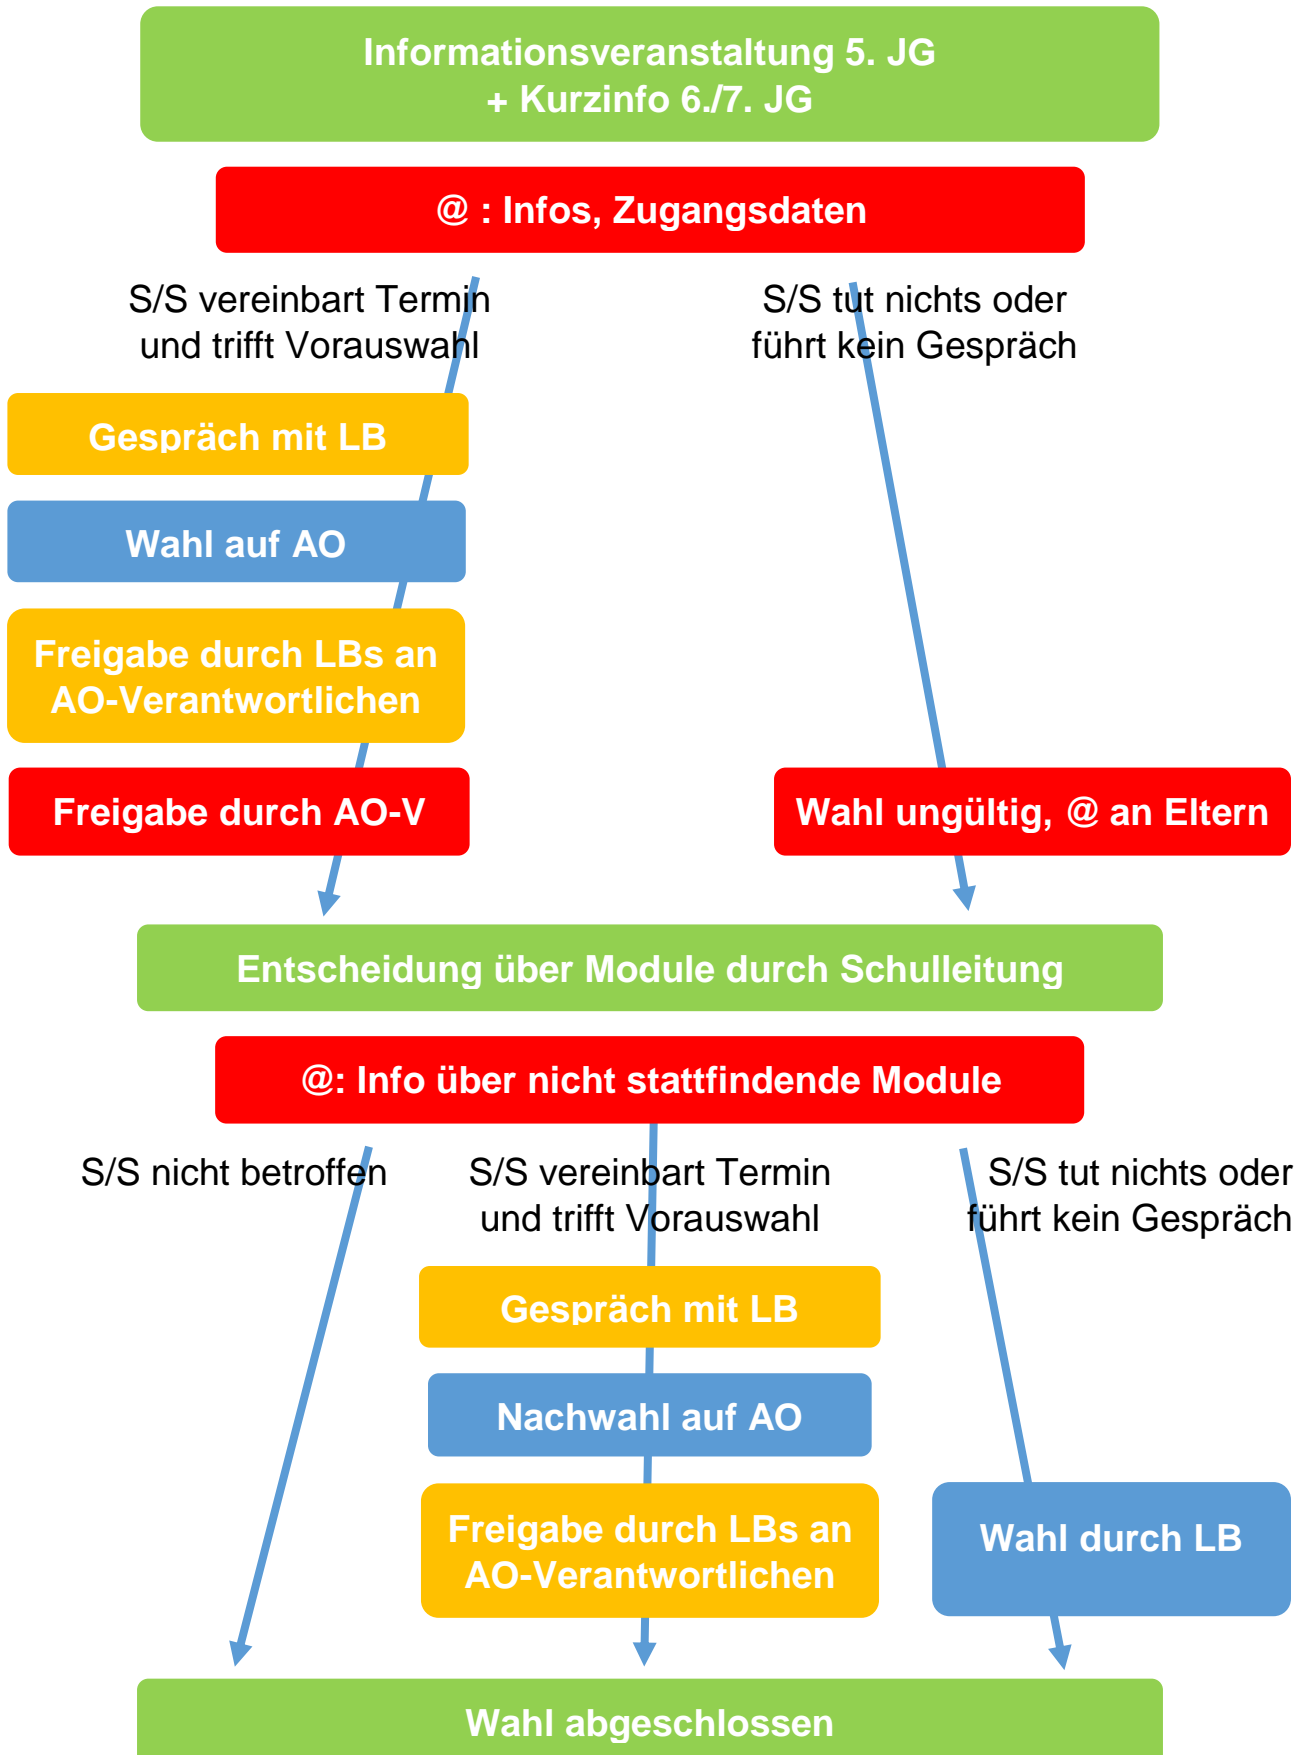 Informationsveranstaltung 5. JG
+ Kurzinfo 6./7. JG
@ : Infos, Zugangsdaten
S/S vereinbart Termin
und trifft Vorauswahl
S/S tut nichts oder
führt kein Gespräch
Gespräch mit LB
Wahl auf AO
Freigabe durch LBs an
AO-Verantwortlichen
Freigabe durch AO-V
Wahl ungültig, @ an Eltern
Entscheidung über Module durch Schulleitung
@: Info über nicht stattfindende Module
S/S nicht betroffen
S/S vereinbart Termin
und trifft Vorauswahl
S/S tut nichts oder
führt kein Gespräch
Gespräch mit LB
Nachwahl auf AO
Freigabe durch LBs an
AO-Verantwortlichen
Wahl durch LB
Wahl abgeschlossen